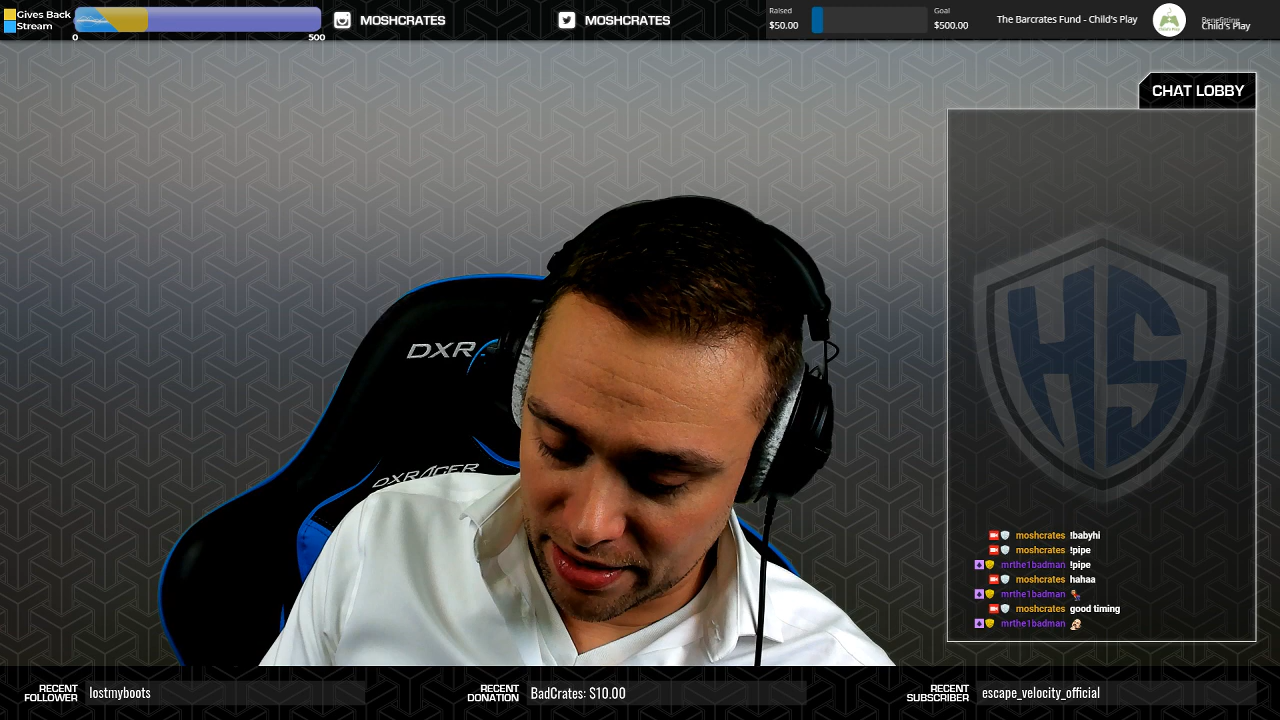 Gives Back
Stream
0
500
MOSHCRATES
MOSHCRATES
Raised
$50.00
Goal
$500.00
The Barcrates Fund - Child's Play
Benefitting
Child's Play
CHAT LOBBY
HS
DXR
DXRACER
moshcrates !babyhi
moshcrates !pipe
mrthe1badman !pipe
moshcrates hahaa
mrthe1badman
moshcrates good timing
mrthe1badman
RECENT
FOLLOWER
lostmyboots
RECENT
DONATION
BadCrates: $10.00
RECENT
SUBSCRIBER
escape_velocity_official